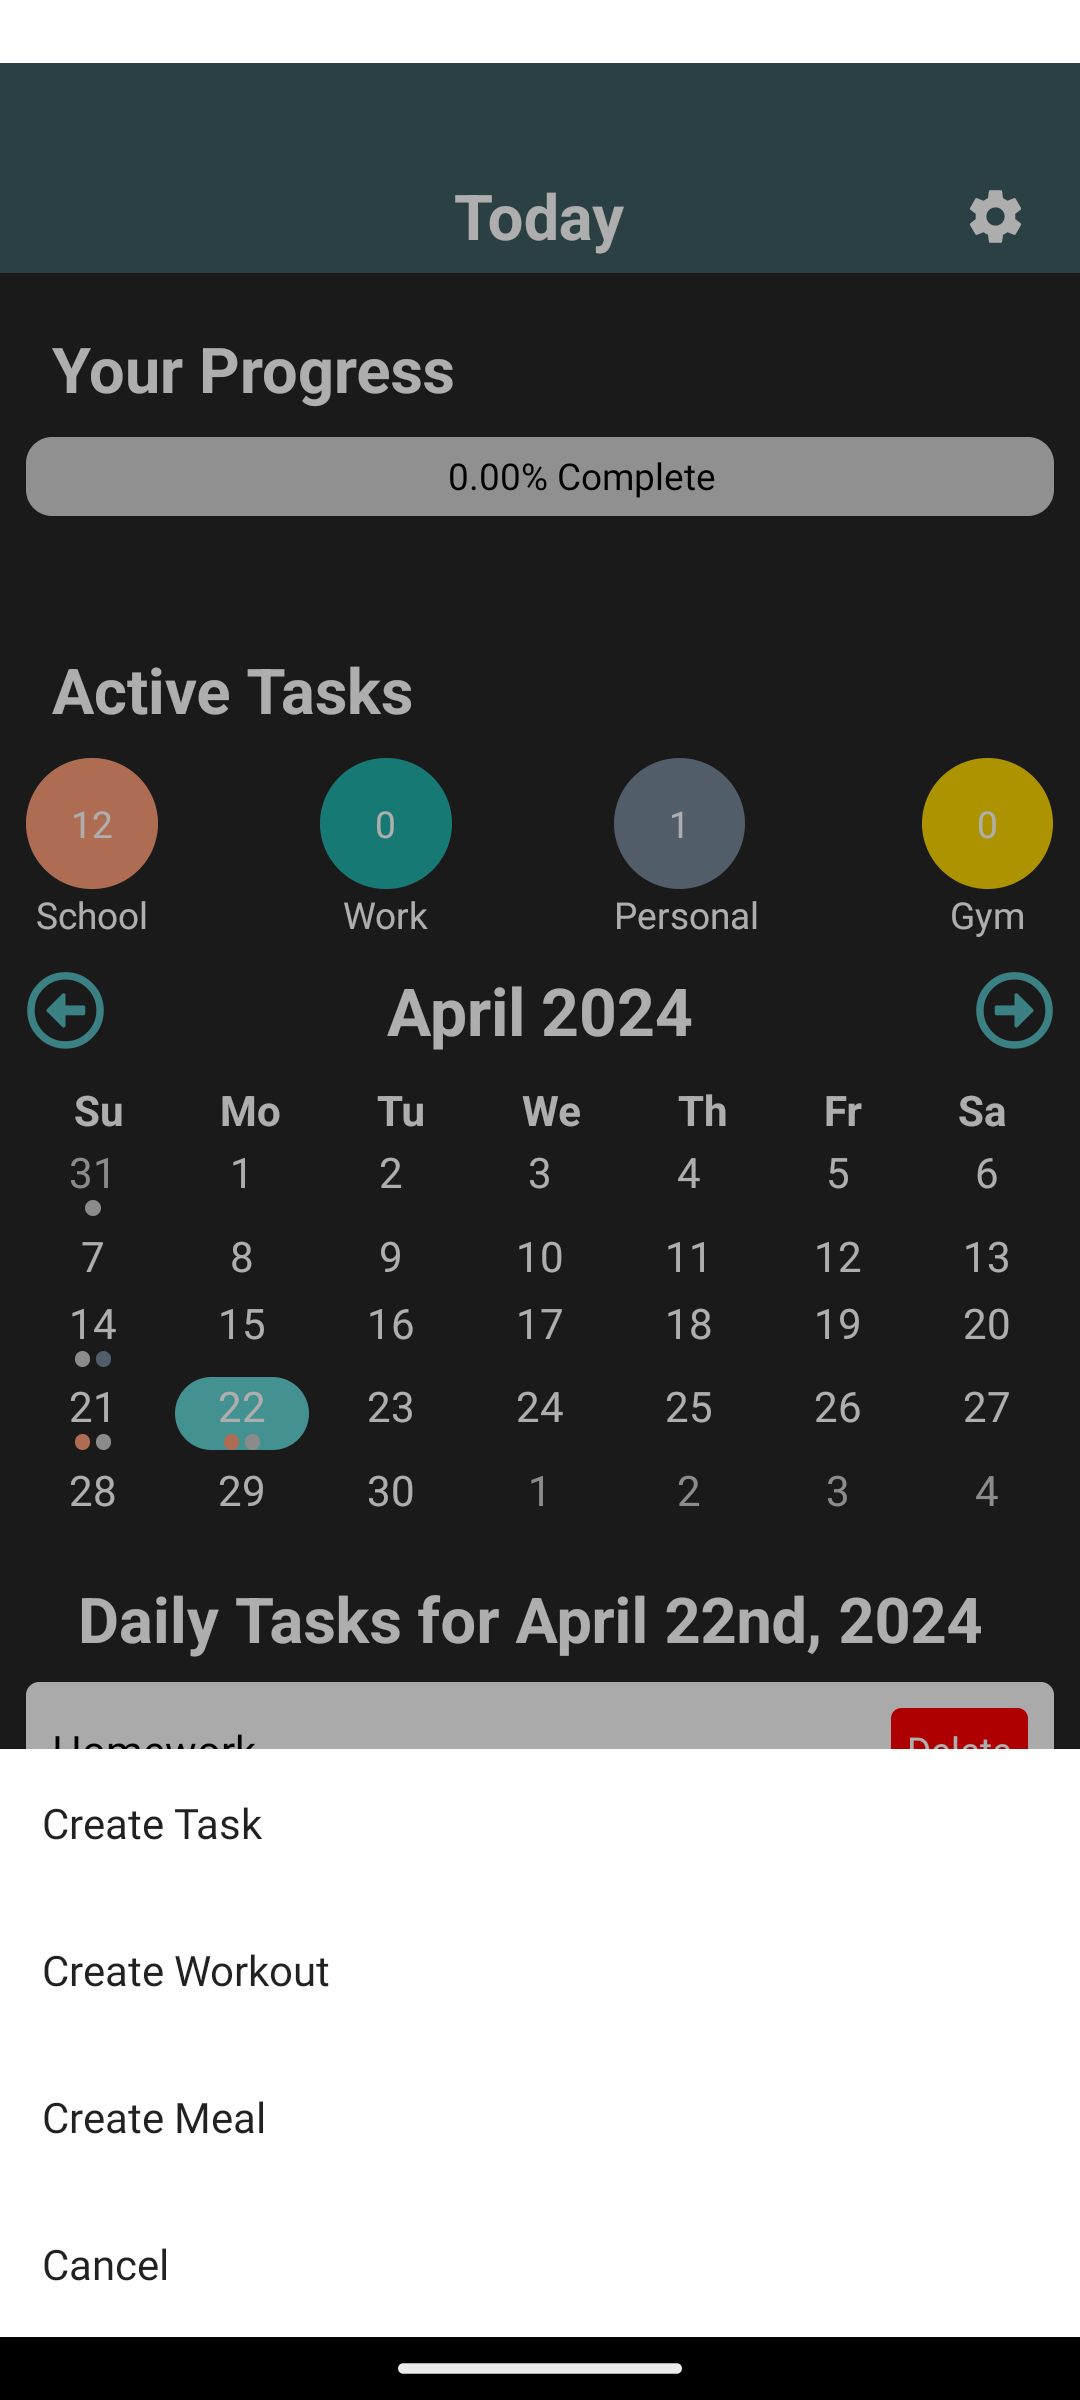 Today
Your Progress
0.00% Complete
Active Tasks
12 0 1 0
School Work Personal Gym
April 2024
Su Mo Tu We Th Fr Sa
31 1 2 3 4 5 6
7 8 9 10 11 12 13
14 15 16 17 18 19 20
21 22 23 24 25 26 27
28 29 30 1 2 3 4
Daily Tasks for April 22nd, 2024
Homework Delete
Create Task
Create Workout
Create Meal
Cancel